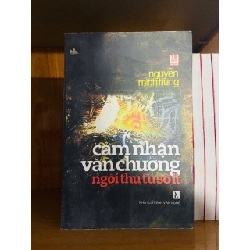 nguyễn
minh hùng
cảm nhận
văn chương
ngôi thứ tư số ít